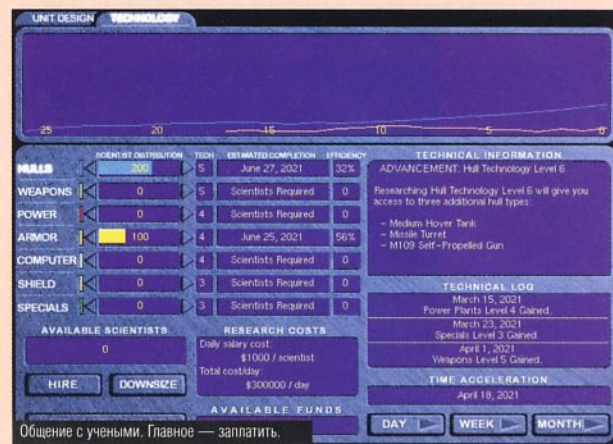 UNIT DESIGN TECHNOLOGY
25 20 15 10 5 0
SCIENTIST DISTRIBUTION TECH ESTIMATED COMPLETION EFFICIENCY
HULLS 200 5 June 27, 2021 32%
WEAPONS 0 5 Scientists Required 0
POWER 0 4 Scientists Required 0
ARMOR 100 4 June 25, 2021 56%
COMPUTER 0 4 Scientists Required 0
SHIELD 0 3 Scientists Required 0
SPECIALS 0 3 Scientists Required 0
AVAILABLE SCIENTISTS
0
HIRE DOWNSIZE
RESEARCH COSTS
Daily salary cost:
$1000 / scientist
Total cost/day:
$300000 / day
AVAILABLE FUNDS
TECHNICAL INFORMATION
ADVANCEMENT: Hull Technology Level 6
Researching Hull Technology Level 6 will give you
access to three additional hull types:
- Medium Hover Tank
- Missile Turret
- M109 Self-Propelled Gun
TECHNICAL LOG
March 15, 2021
Power Plants Level 4 Gained.
March 23, 2021
Specials Level 3 Gained.
April 1, 2021
Weapons Level 5 Gained.
TIME ACCELERATION
April 18, 2021
DAY WEEK MONTH
Общение с учеными. Главное — заплатить.